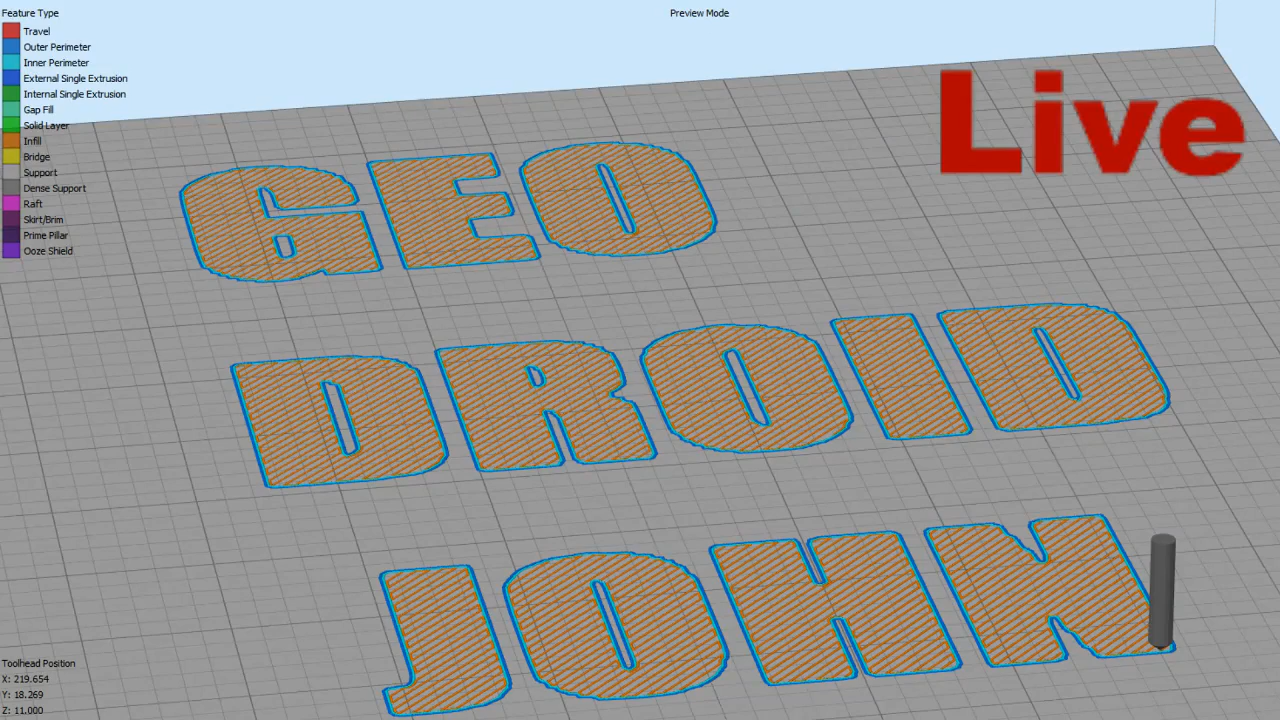 Feature Type
Preview Mode
Travel
Outer Perimeter
Inner Perimeter
External Single Extrusion
Internal Single Extrusion
Gap Fill
Solid Layer
Infill
Bridge
Support
Dense Support
Raft
Skirt/Brim
Prime Pillar
Ooze Shield
Live
GEO
DROID
JOHN
Toolhead Position
X: 219.654
Y: 18.269
Z: 11.000